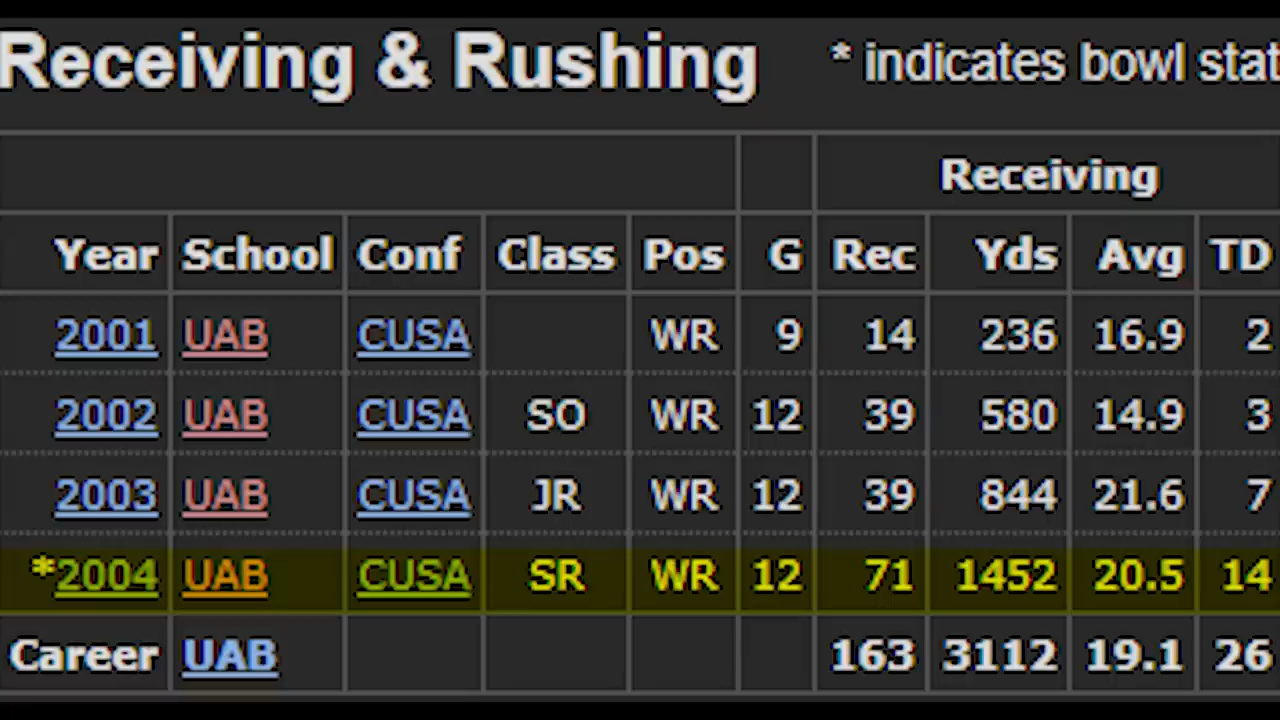 Receiving & Rushing * indicates bowl stat
Receiving
Year School Conf Class Pos G Rec Yds Avg TD
2001 UAB CUSA WR 9 14 236 16.9 2
2002 UAB CUSA SO WR 12 39 580 14.9 3
2003 UAB CUSA JR WR 12 39 844 21.6 7
*2004 UAB CUSA SR WR 12 71 1452 20.5 14
Career UAB 163 3112 19.1 26